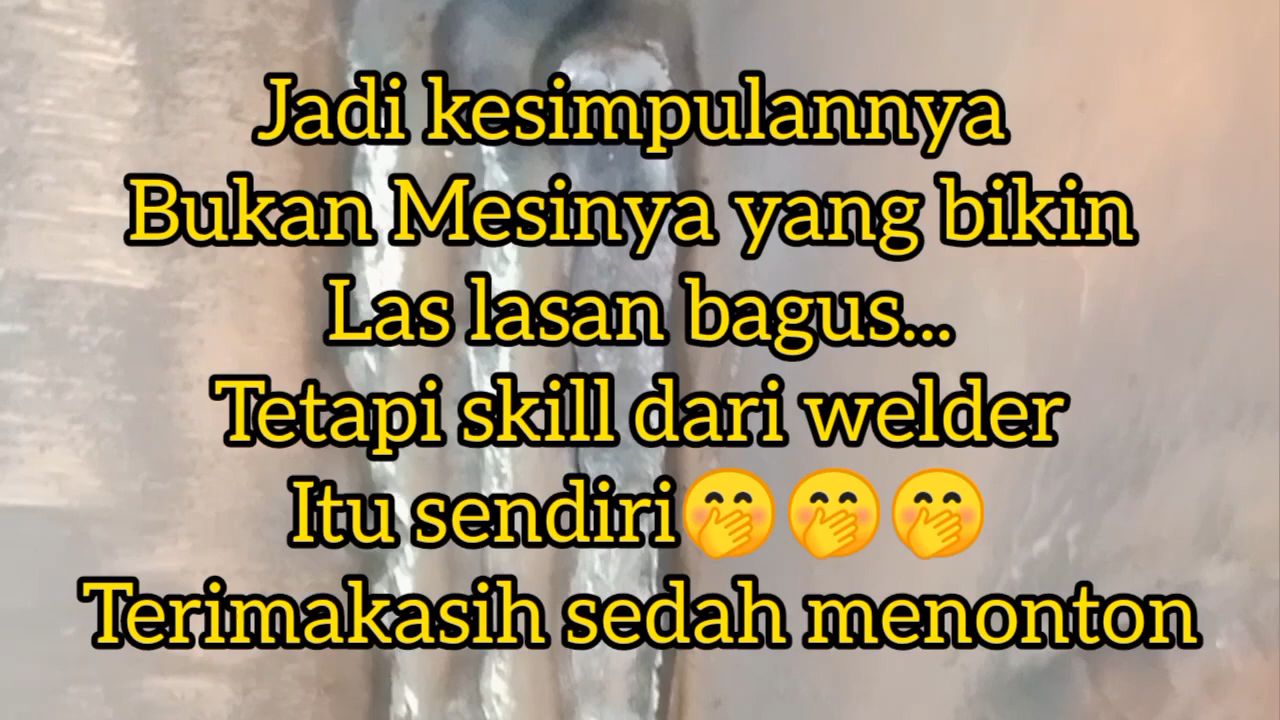 Jadi kesimpulannya
Bukan Mesinya yang bikin
Las lasan bagus...
Tetapi skill dari welder
Itu sendiri🤭🤭🤭
Terimakasih sedah menonton